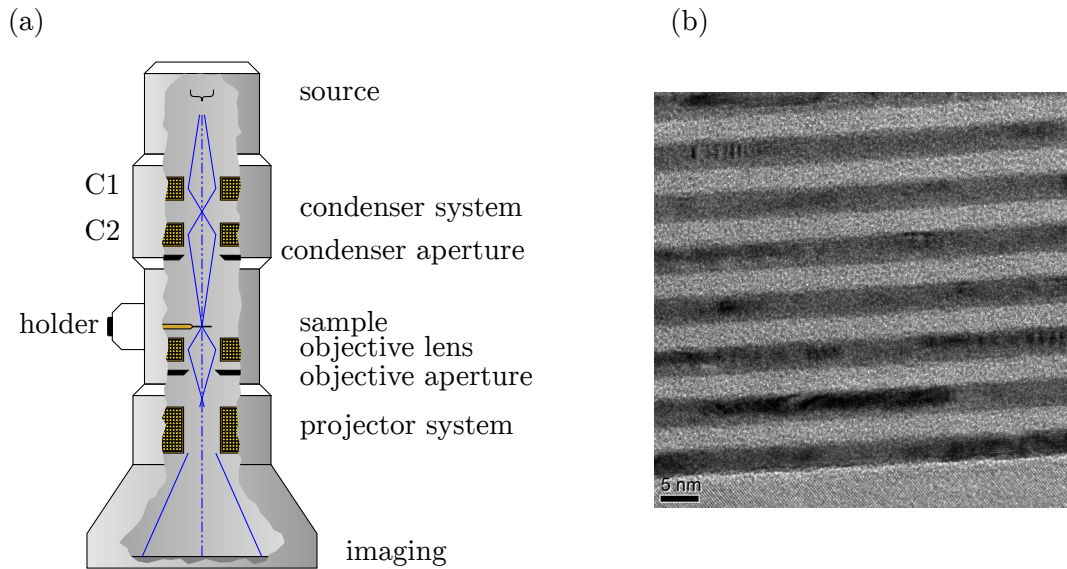 (a)
(b)
source
C1
condenser system
C2
condenser aperture
holder
sample
objective lens
objective aperture
projector system
5 nm
imaging